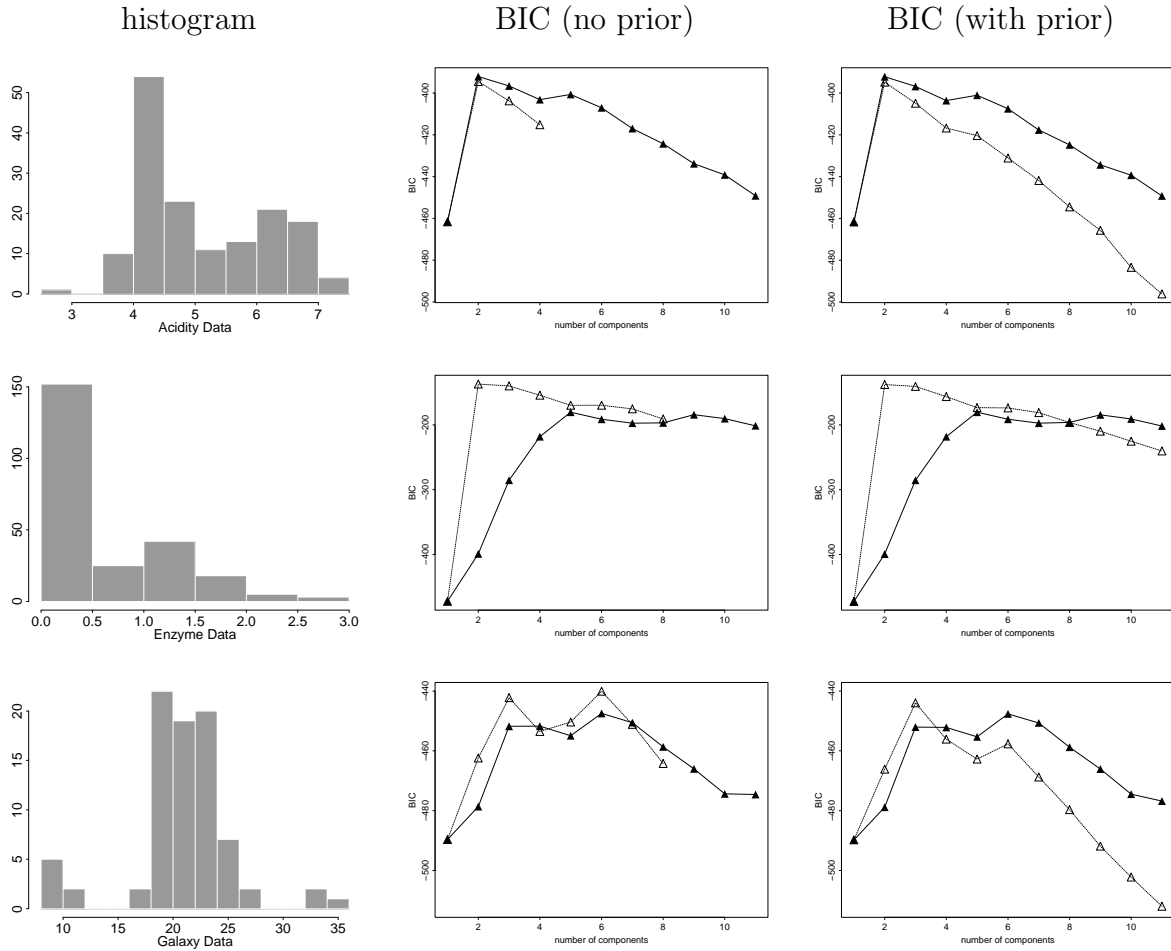 histogram BIC (no prior) BIC (with prior)
0 10 20 30 40 50
3 4 5 6 7
Acidity Data
BIC
-500 -480 -460 -440 -420 -400
2 4 6 8 10
number of components
BIC
-500 -480 -460 -440 -420 -400
2 4 6 8 10
number of components
0 50 100 150
0.0 0.5 1.0 1.5 2.0 2.5 3.0
Enzyme Data
BIC
-400 -300 -200
2 4 6 8 10
number of components
BIC
-400 -300 -200
2 4 6 8 10
number of components
0 5 10 15 20
10 15 20 25 30 35
Galaxy Data
BIC
-500 -480 -460 -440
2 4 6 8 10
number of components
BIC
-500 -480 -460 -440
2 4 6 8 10
number of components